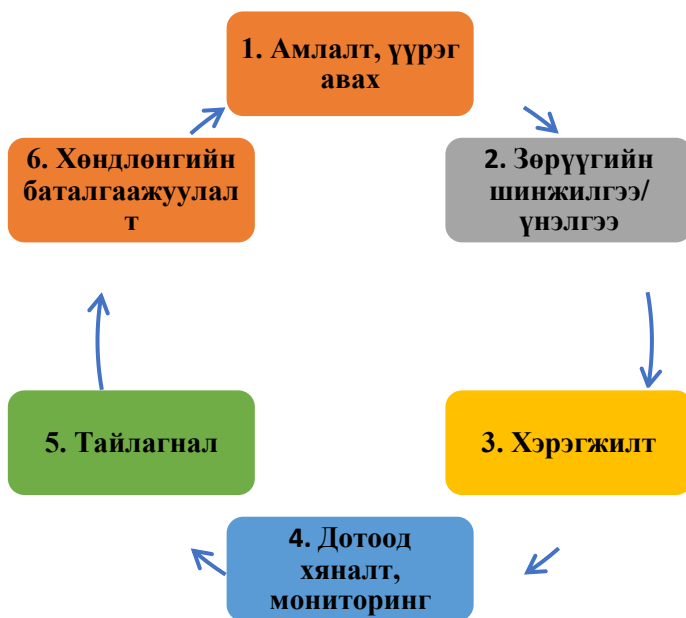 1. Амлалт, үүрэг
авах
2. Зөрүүгийн
шинжилгээ/
үнэлгээ
3. Хэрэгжилт
4. Дотоод
хяналт,
мониторинг
5. Тайлагнал
6. Хөндлөнгийн
баталгаажуулал
т